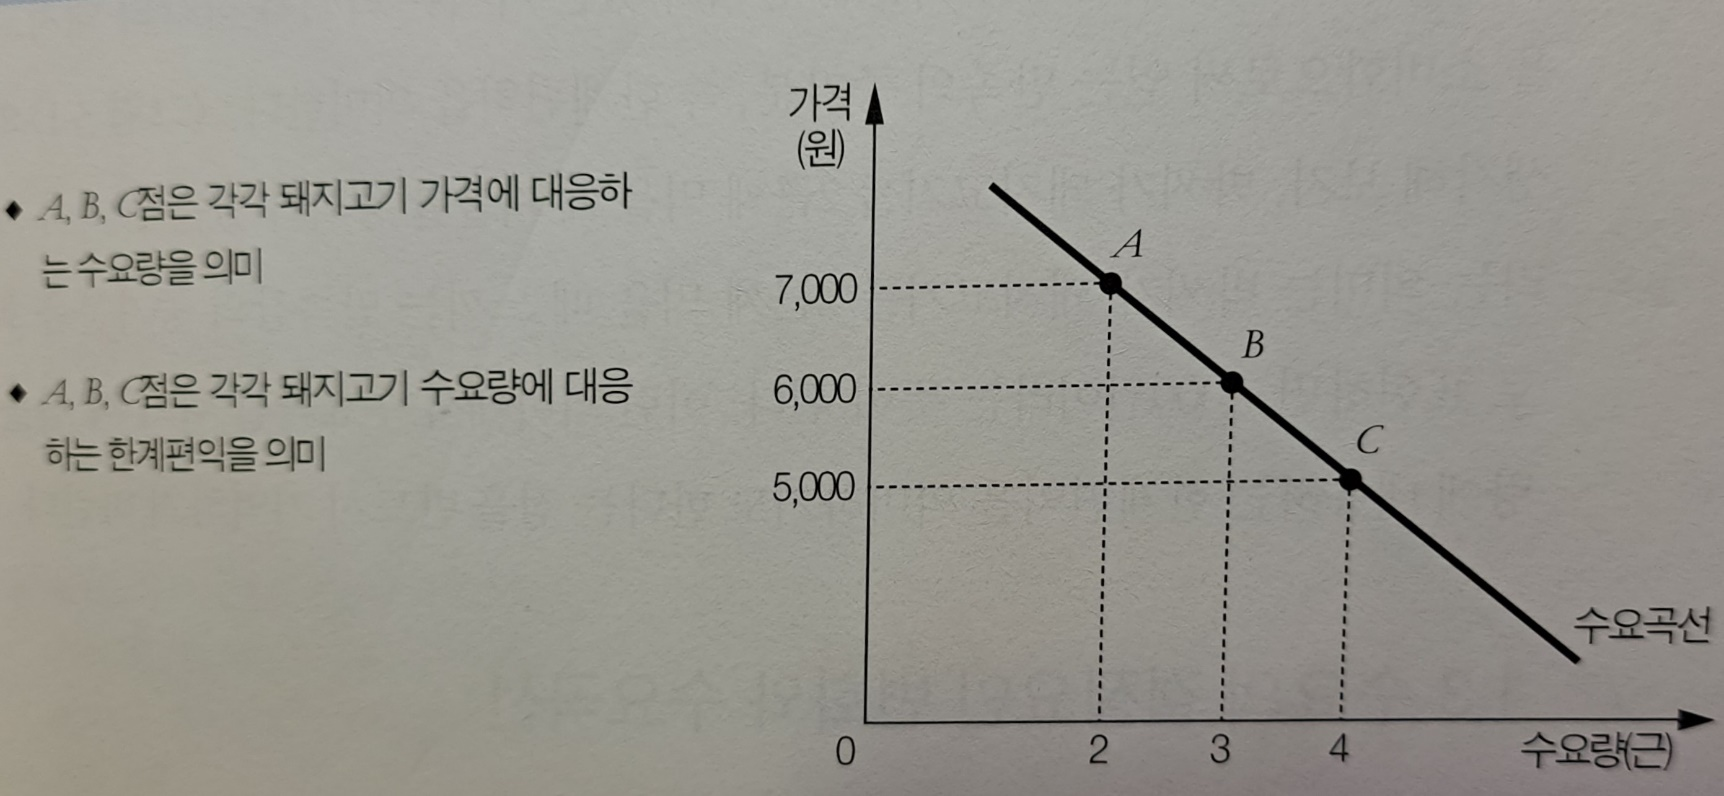 ◆ A, B, C점은 각각 돼지고기 가격에 대응하
는 수요량을 의미
◆ A, B, C점은 각각 돼지고기 수요량에 대응
하는 한계편익을 의미
가격
(원)
A
7,000
B
6,000
C
5,000
수요곡선
0 2 3 4 수요량(근)